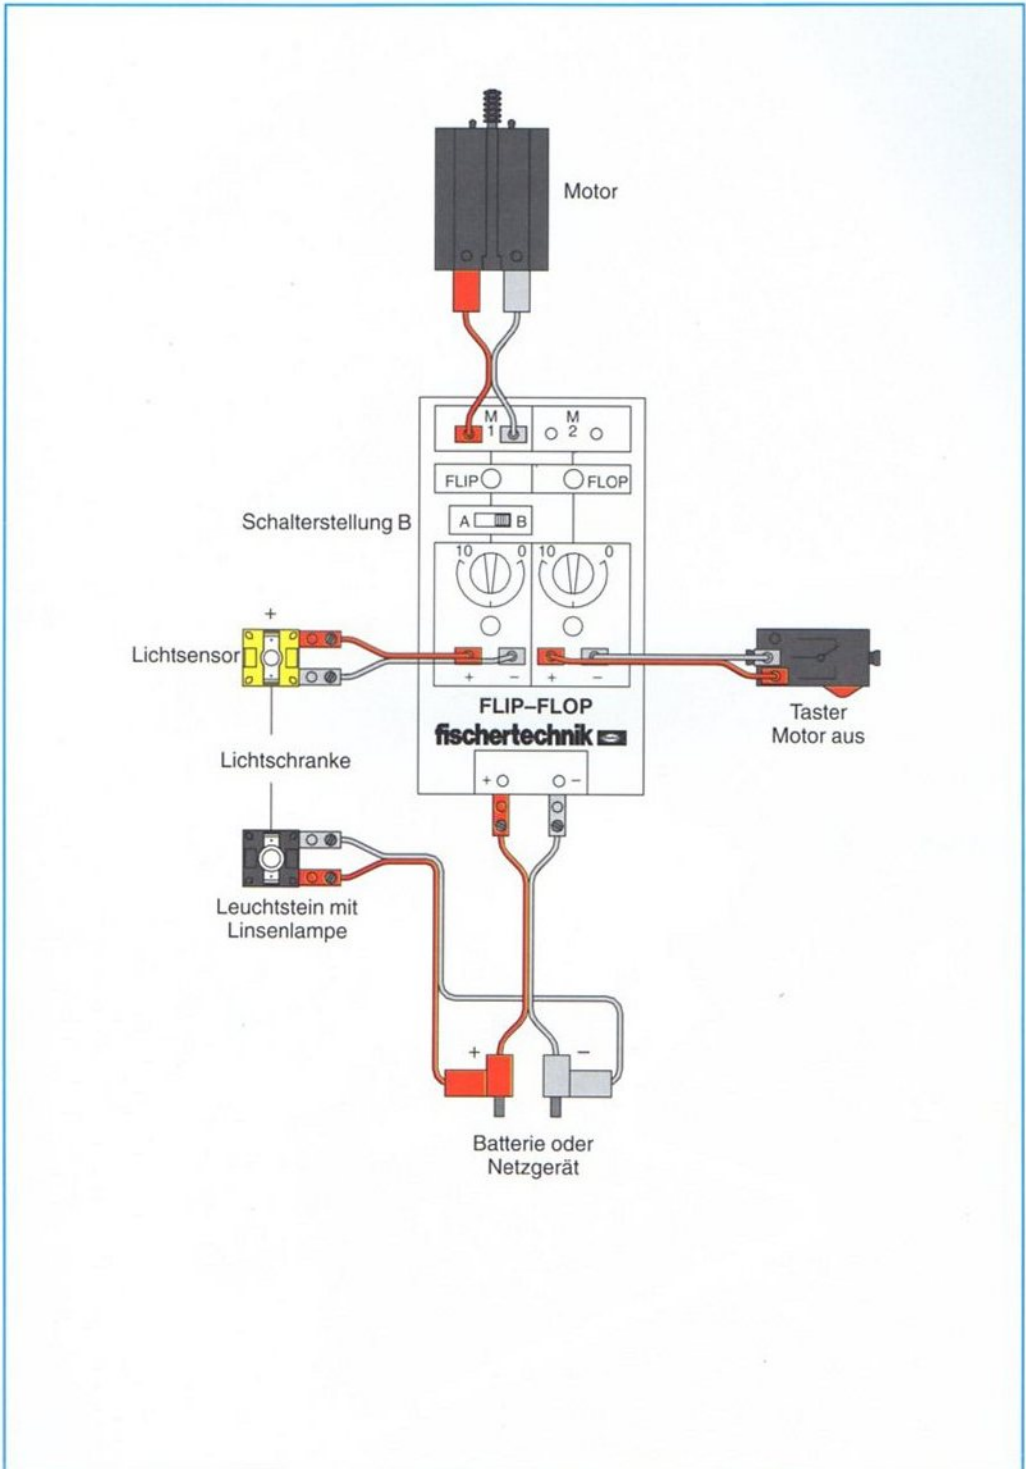 Motor
M
1
M
2
FLIP
FLOP
Schalterstellung B
A
B
10
0
10
0
+
Lichtsensor
+
−
+
−
FLIP–FLOP
fischertechnik
Taster
Motor aus
Lichtschranke
+
−
Leuchtstein mit
Linsenlampe
+
−
Batterie oder
Netzgerät